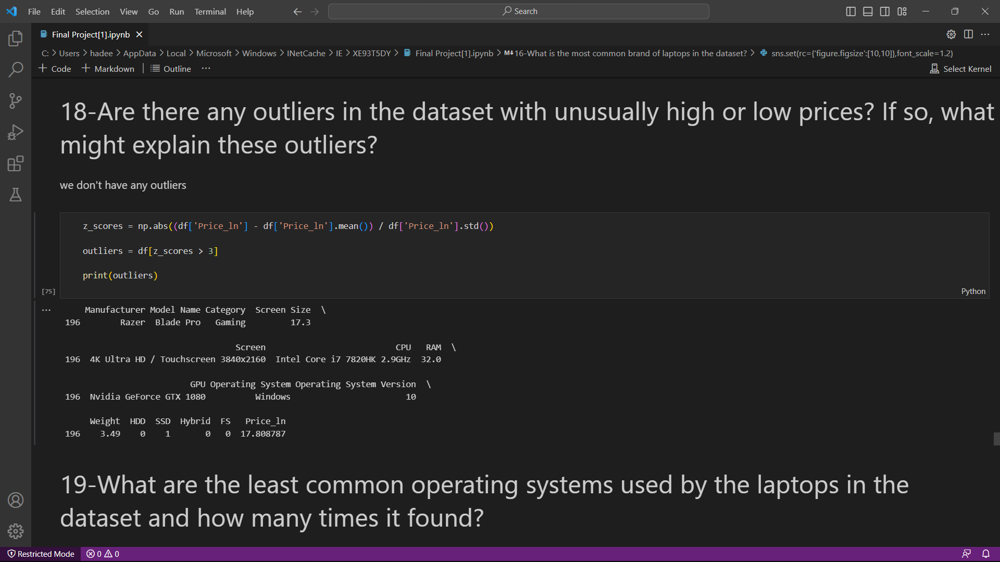 File Edit Selection View Go Run Terminal Help
Search
Final Project[1].ipynb
C: > Users > hadee > AppData > Local > Microsoft > Windows > INetCache > IE > XE93T5DY > Final Project[1].ipynb > M↓16-What is the most common brand of laptops in the dataset? > sns.set(rc={'figure.figsize':[10,10]},font_scale=1.2)
+ Code + Markdown | Outline ...
Select Kernel
18-Are there any outliers in the dataset with unusually high or low prices? If so, what
might explain these outliers?
we don't have any outliers
z_scores = np.abs((df['Price_ln'] - df['Price_ln'].mean()) / df['Price_ln'].std())
outliers = df[z_scores > 3]
print(outliers)
[75]
Python
...
Manufacturer Model Name Category Screen Size \
196 Razer Blade Pro Gaming 17.3
Screen CPU RAM \
196 4K Ultra HD / Touchscreen 3840x2160 Intel Core i7 7820HK 2.9GHz 32.0
GPU Operating System Operating System Version \
196 Nvidia GeForce GTX 1080 Windows 10
Weight HDD SSD Hybrid FS Price_ln
196 3.49 0 1 0 0 17.808787
19-What are the least common operating systems used by the laptops in the
dataset and how many times it found?
Restricted Mode 0 0